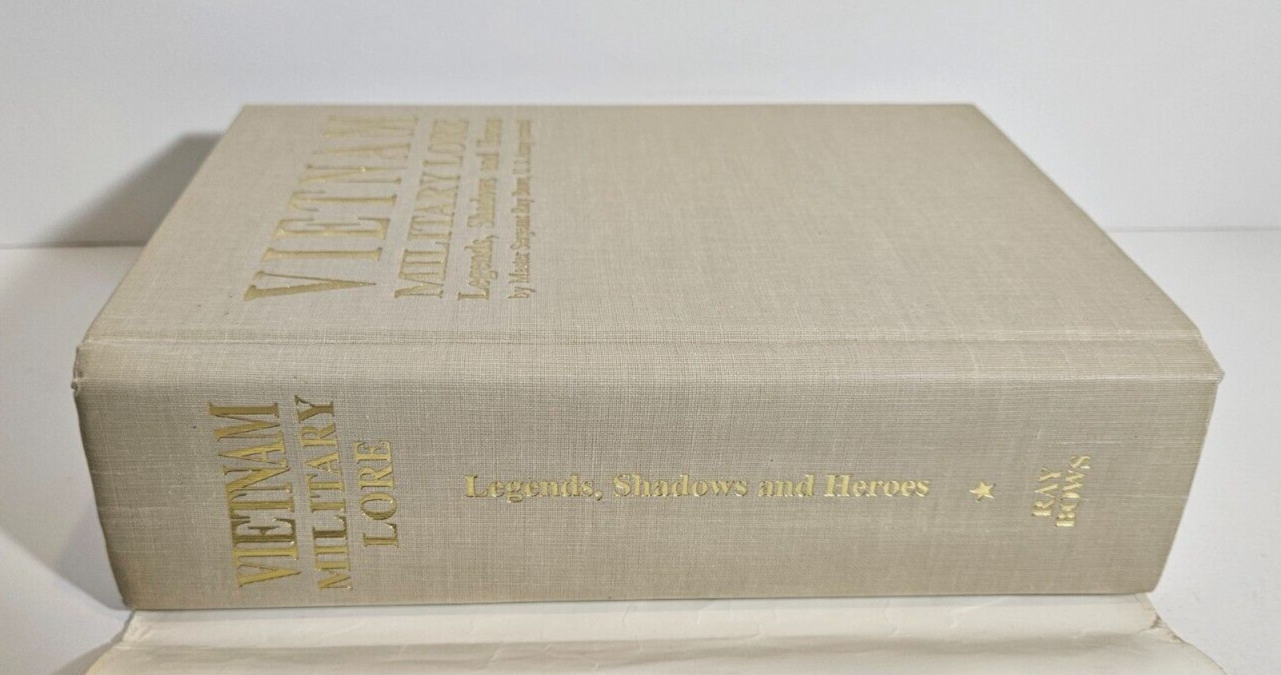 VIETNAM
MILITARY LORE
Legends, Shadows and Heroes
by Master Sergeant Ray Bows, U.S. Army
VIETNAM
MILITARY
LORE
Legends, Shadows and Heroes
RAY
BOWS